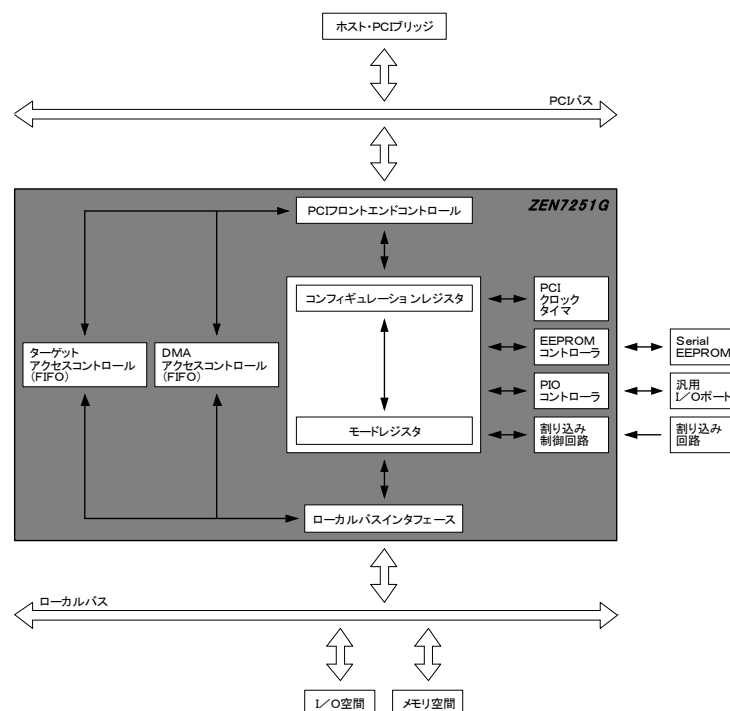 ホスト・PCIブリッジ
PCIバス
ZEN7251G
PCIフロントエンドコントロール
コンフィギュレーションレジスタ
PCI
クロック
タイマ
ターゲット
アクセスコントロール
(FIFO)
DMA
アクセスコントロール
(FIFO)
EEPROM
コントローラ
Serial
EEPROM
PIO
コントローラ
汎用
I/Oポート
モードレジスタ
割り込み
制御回路
割り込み
回路
ローカルバスインタフェース
ローカルバス
I/O空間
メモリ空間